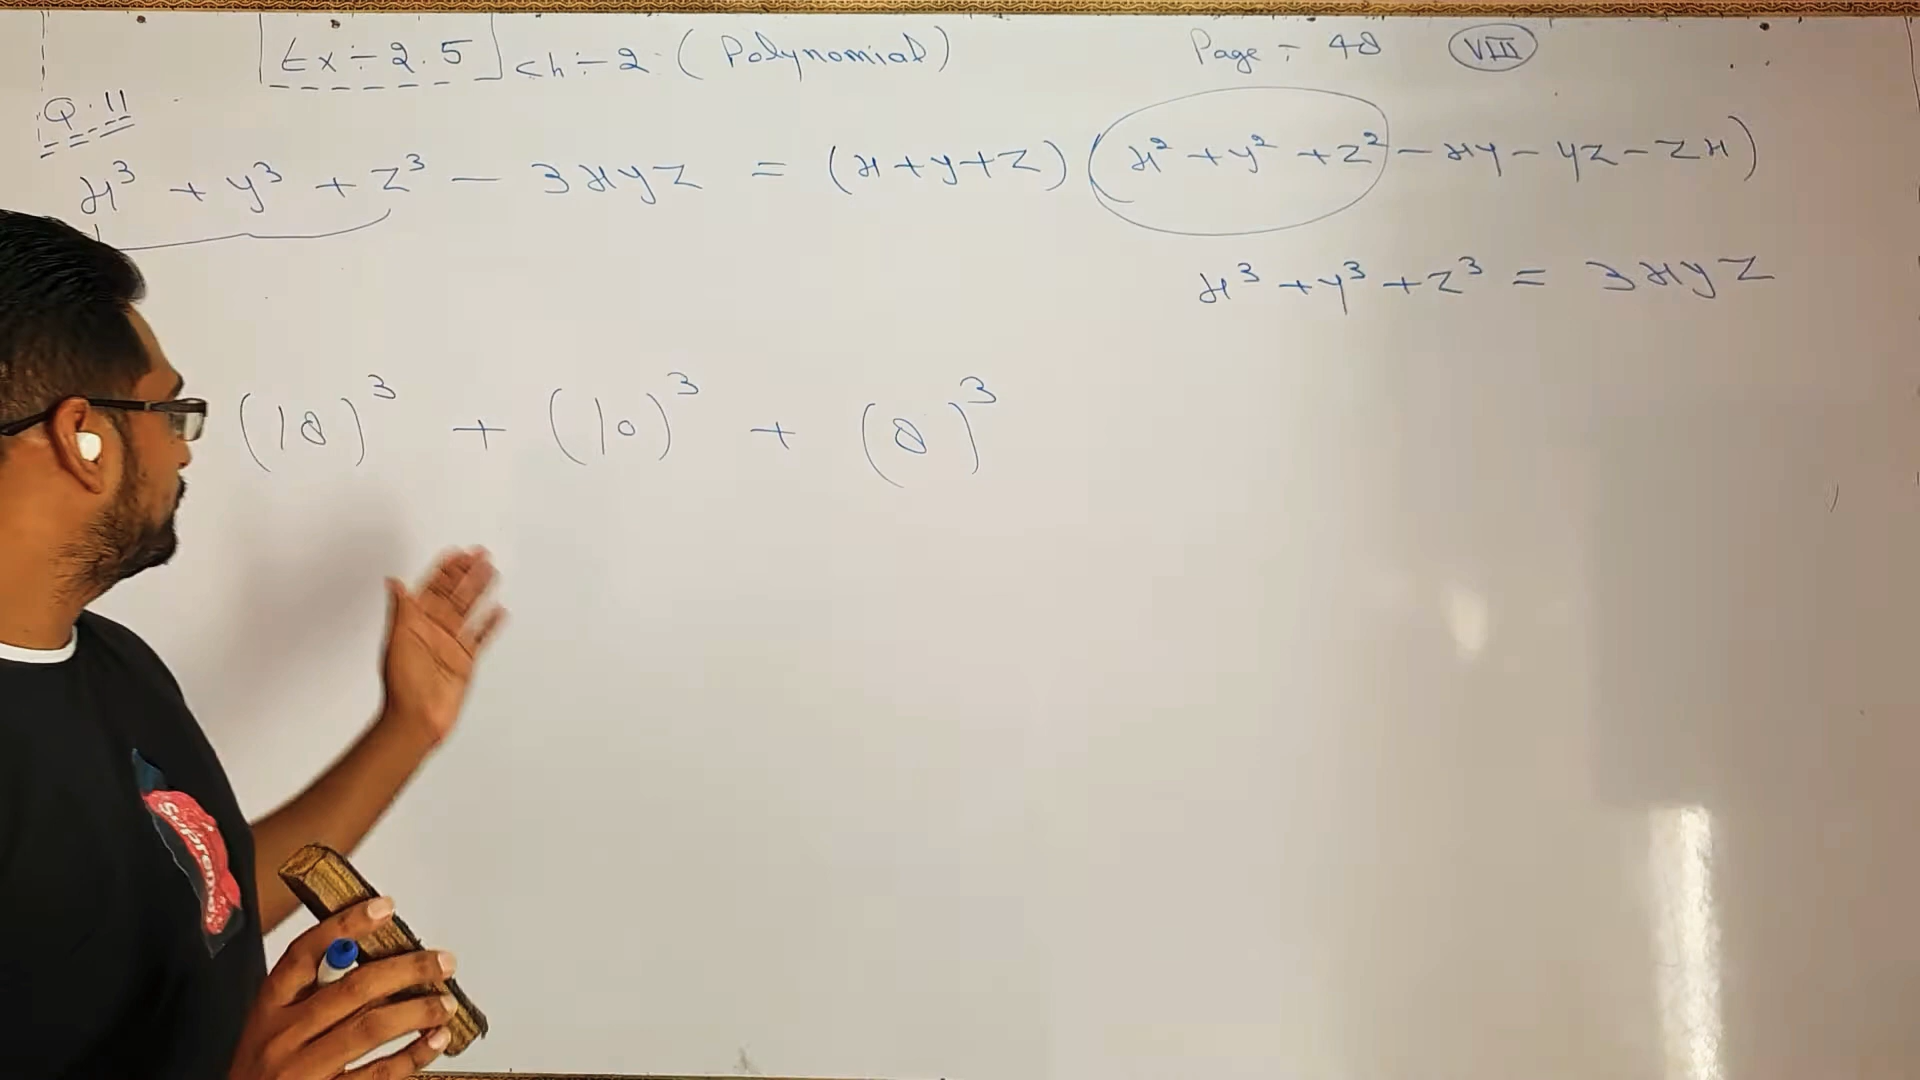 Ex ÷ 2.5 Ch ÷ 2 (Polynomial) Page ÷ 48 VIII
Q.11
x³ + y³ + z³ - 3xyz = (x+y+z) (x² + y² + z² - xy - yz - zx)
x³ + y³ + z³ = 3xyz
(18)³ + (10)³ + (8)³
Supreme